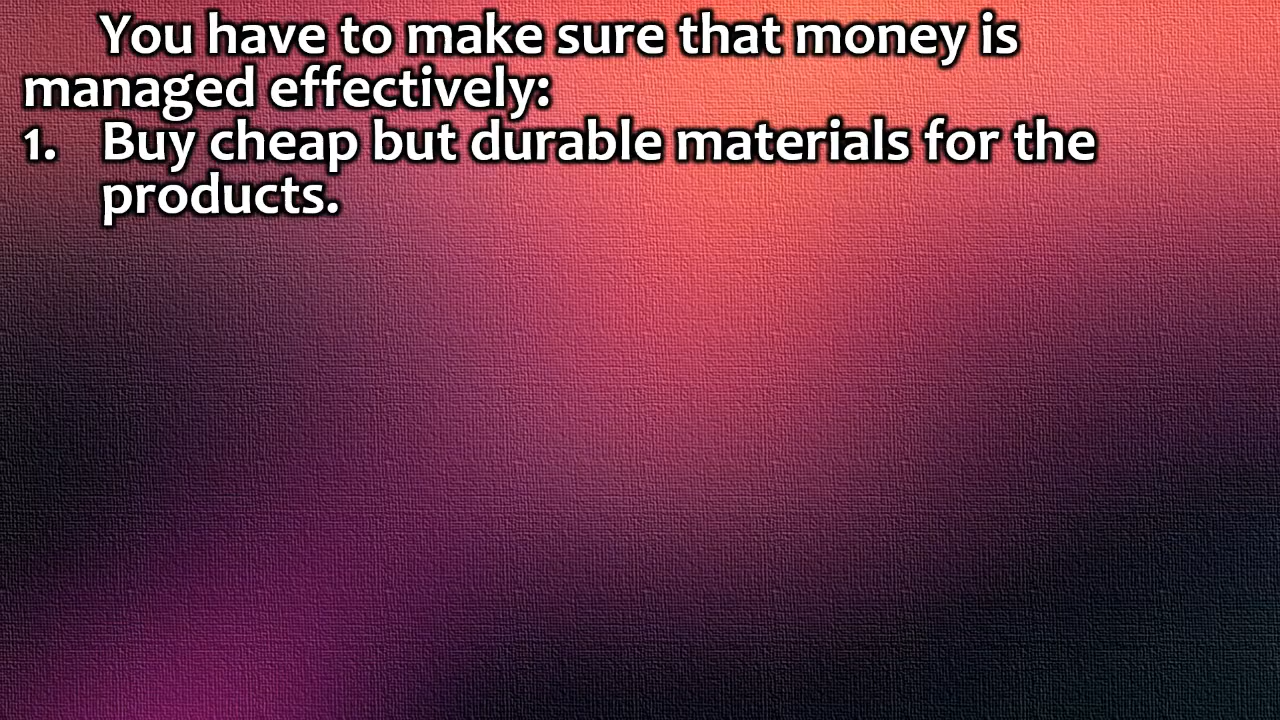 You have to make sure that money is
managed effectively:
1. Buy cheap but durable materials for the
products.